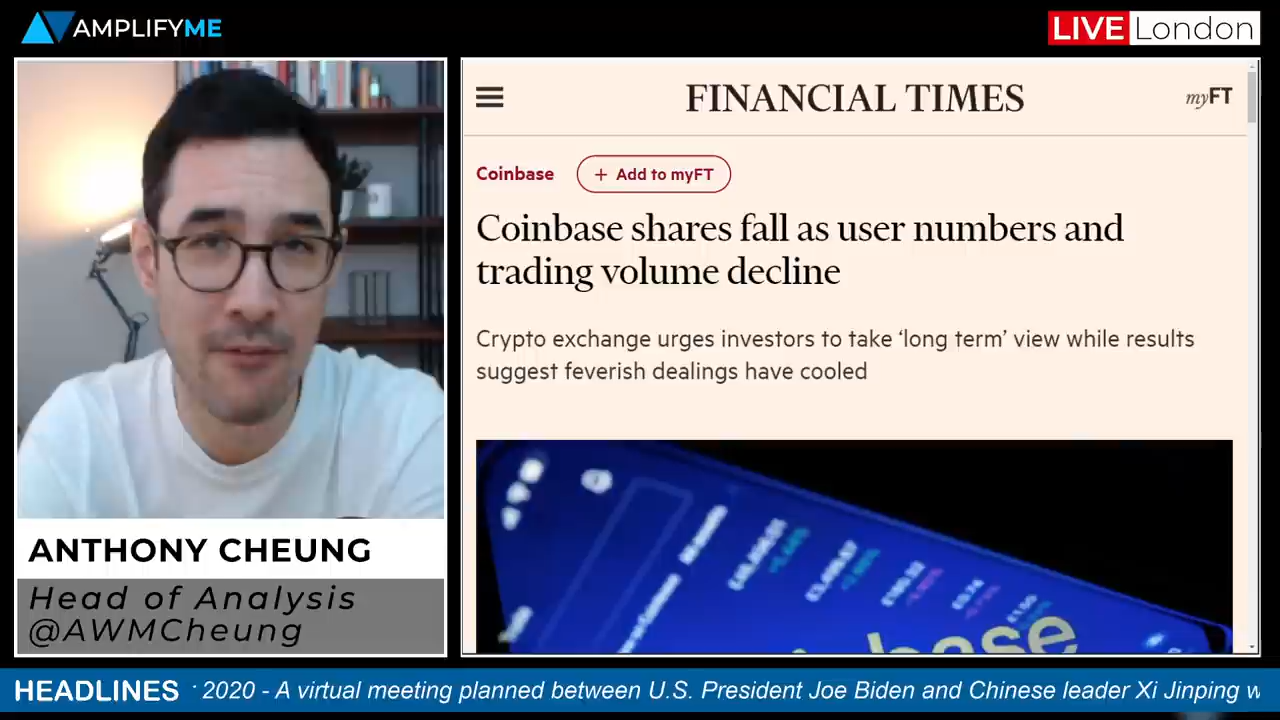 AMPLIFYME
LIVE London
FINANCIAL TIMES
myFT
Coinbase
+ Add to myFT
Coinbase shares fall as user numbers and
trading volume decline
Crypto exchange urges investors to take ‘long term’ view while results
suggest feverish dealings have cooled
base
ANTHONY CHEUNG
Head of Analysis
@AWMCheung
HEADLINES
2020 - A virtual meeting planned between U.S. President Joe Biden and Chinese leader Xi Jinping w